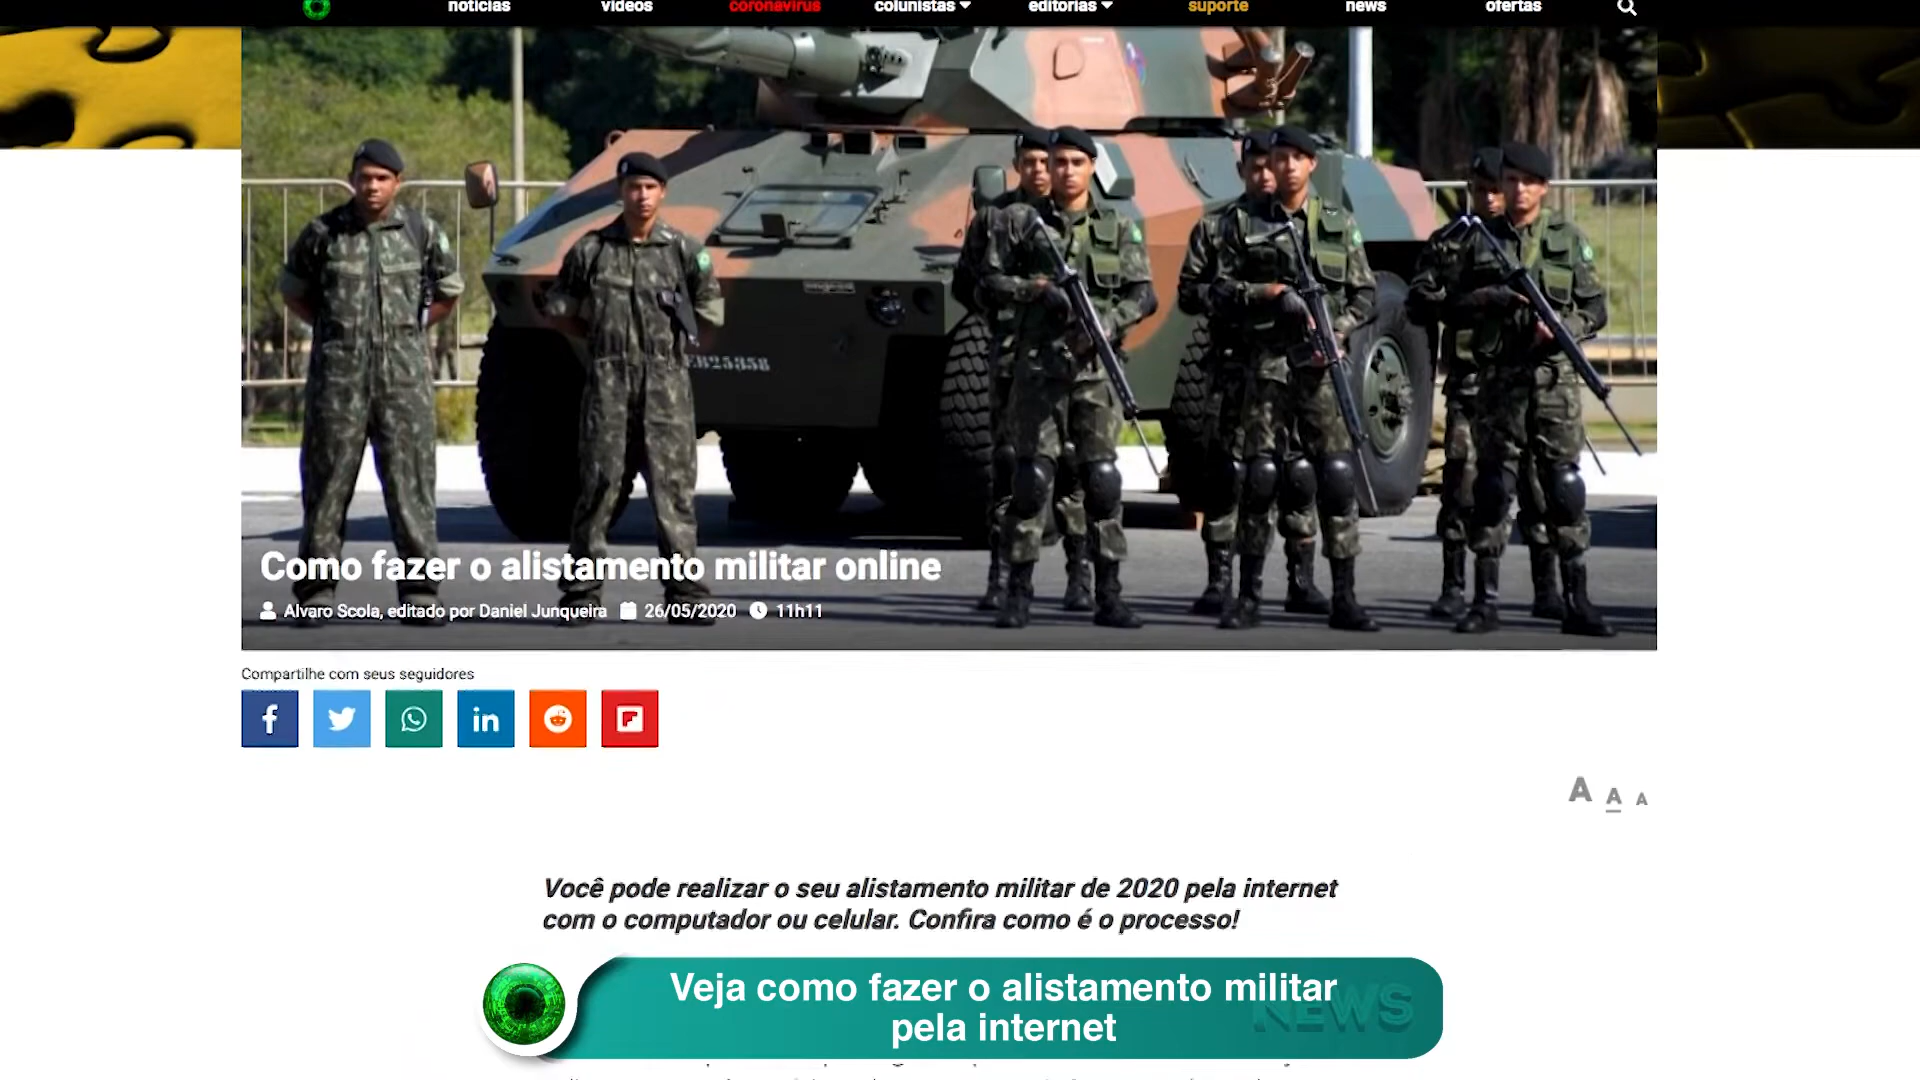 notícias vídeos coronavírus colunistas editorias suporte news ofertas
EB25358
Como fazer o alistamento militar online
Alvaro Scola, editado por Daniel Junqueira 26/05/2020 11h11
Compartilhe com seus seguidores
A A A
Você pode realizar o seu alistamento militar de 2020 pela internet
com o computador ou celular. Confira como é o processo!
Veja como fazer o alistamento militar
pela internet
NEWS